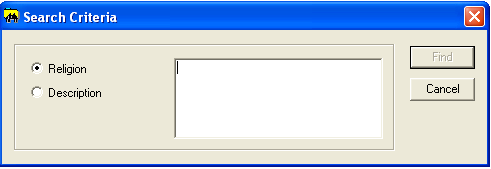 Search Criteria
Religion
Description
Find
Cancel